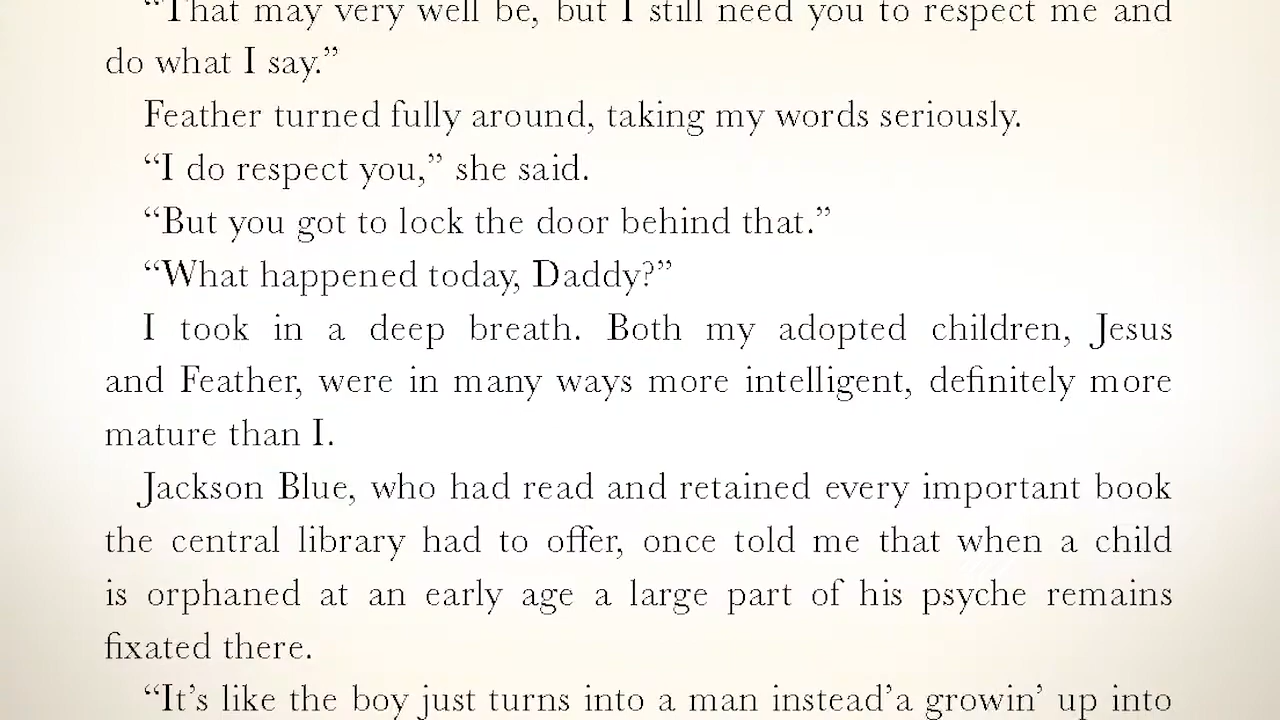 “That may very well be, but I still need you to respect me and
do what I say.”
Feather turned fully around, taking my words seriously.
“I do respect you,” she said.
“But you got to lock the door behind that.”
“What happened today, Daddy?”
I took in a deep breath. Both my adopted children, Jesus
and Feather, were in many ways more intelligent, definitely more
mature than I.
Jackson Blue, who had read and retained every important book
the central library had to offer, once told me that when a child
is orphaned at an early age a large part of his psyche remains
fixated there.
“It’s like the boy just turns into a man instead’a growin’ up into